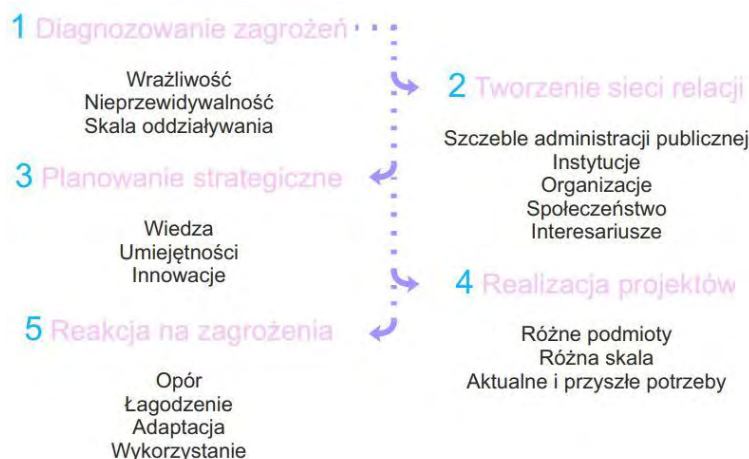 1 Diagnozowanie zagrożeń
Wrażliwość
Nieprzewidywalność
Skala oddziaływania
2 Tworzenie sieci relacji
Szczeble administracji publicznej
Instytucje
Organizacje
Społeczeństwo
Interesariusze
3 Planowanie strategiczne
Wiedza
Umiejętności
Innowacje
4 Realizacja projektów
Różne podmioty
Różna skala
Aktualne i przyszłe potrzeby
5 Reakcja na zagrożenia
Opór
Łagodzenie
Adaptacja
Wykorzystanie